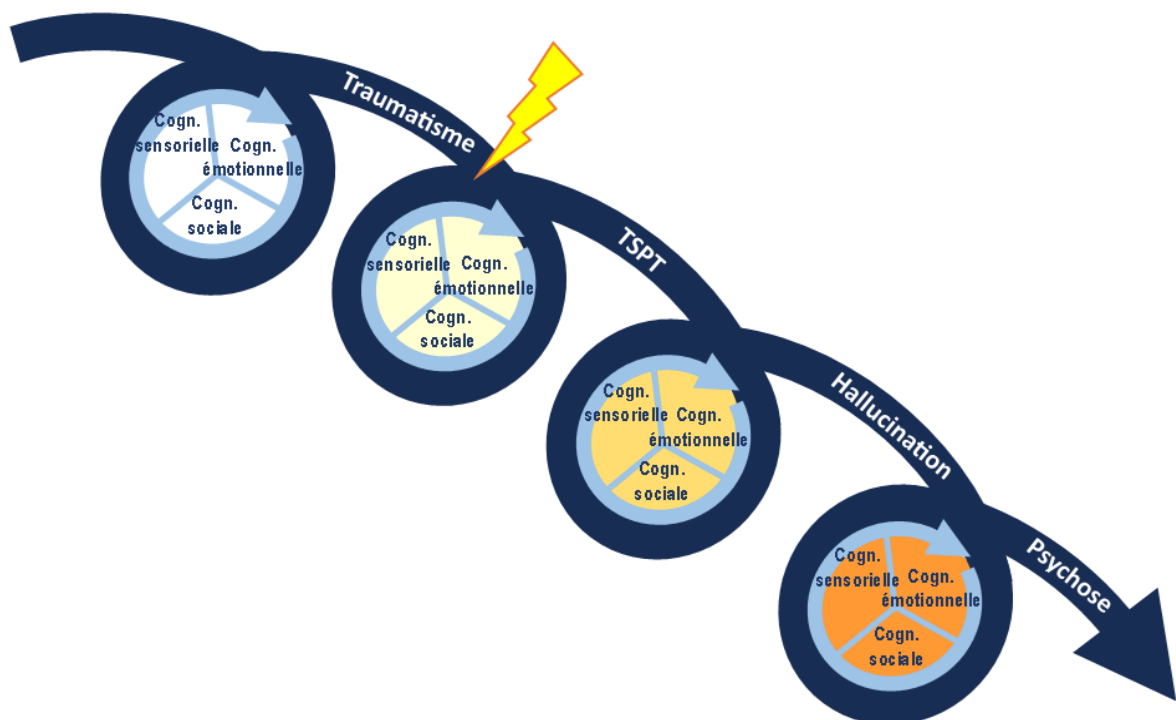 Cogn.
sensorielle
Cogn.
émotionnelle
Cogn.
sociale
Traumatisme
Cogn.
sensorielle
Cogn.
émotionnelle
Cogn.
sociale
TSPT
Cogn.
sensorielle
Cogn.
émotionnelle
Cogn.
sociale
Hallucination
Cogn.
sensorielle
Cogn.
émotionnelle
Cogn.
sociale
Psychose